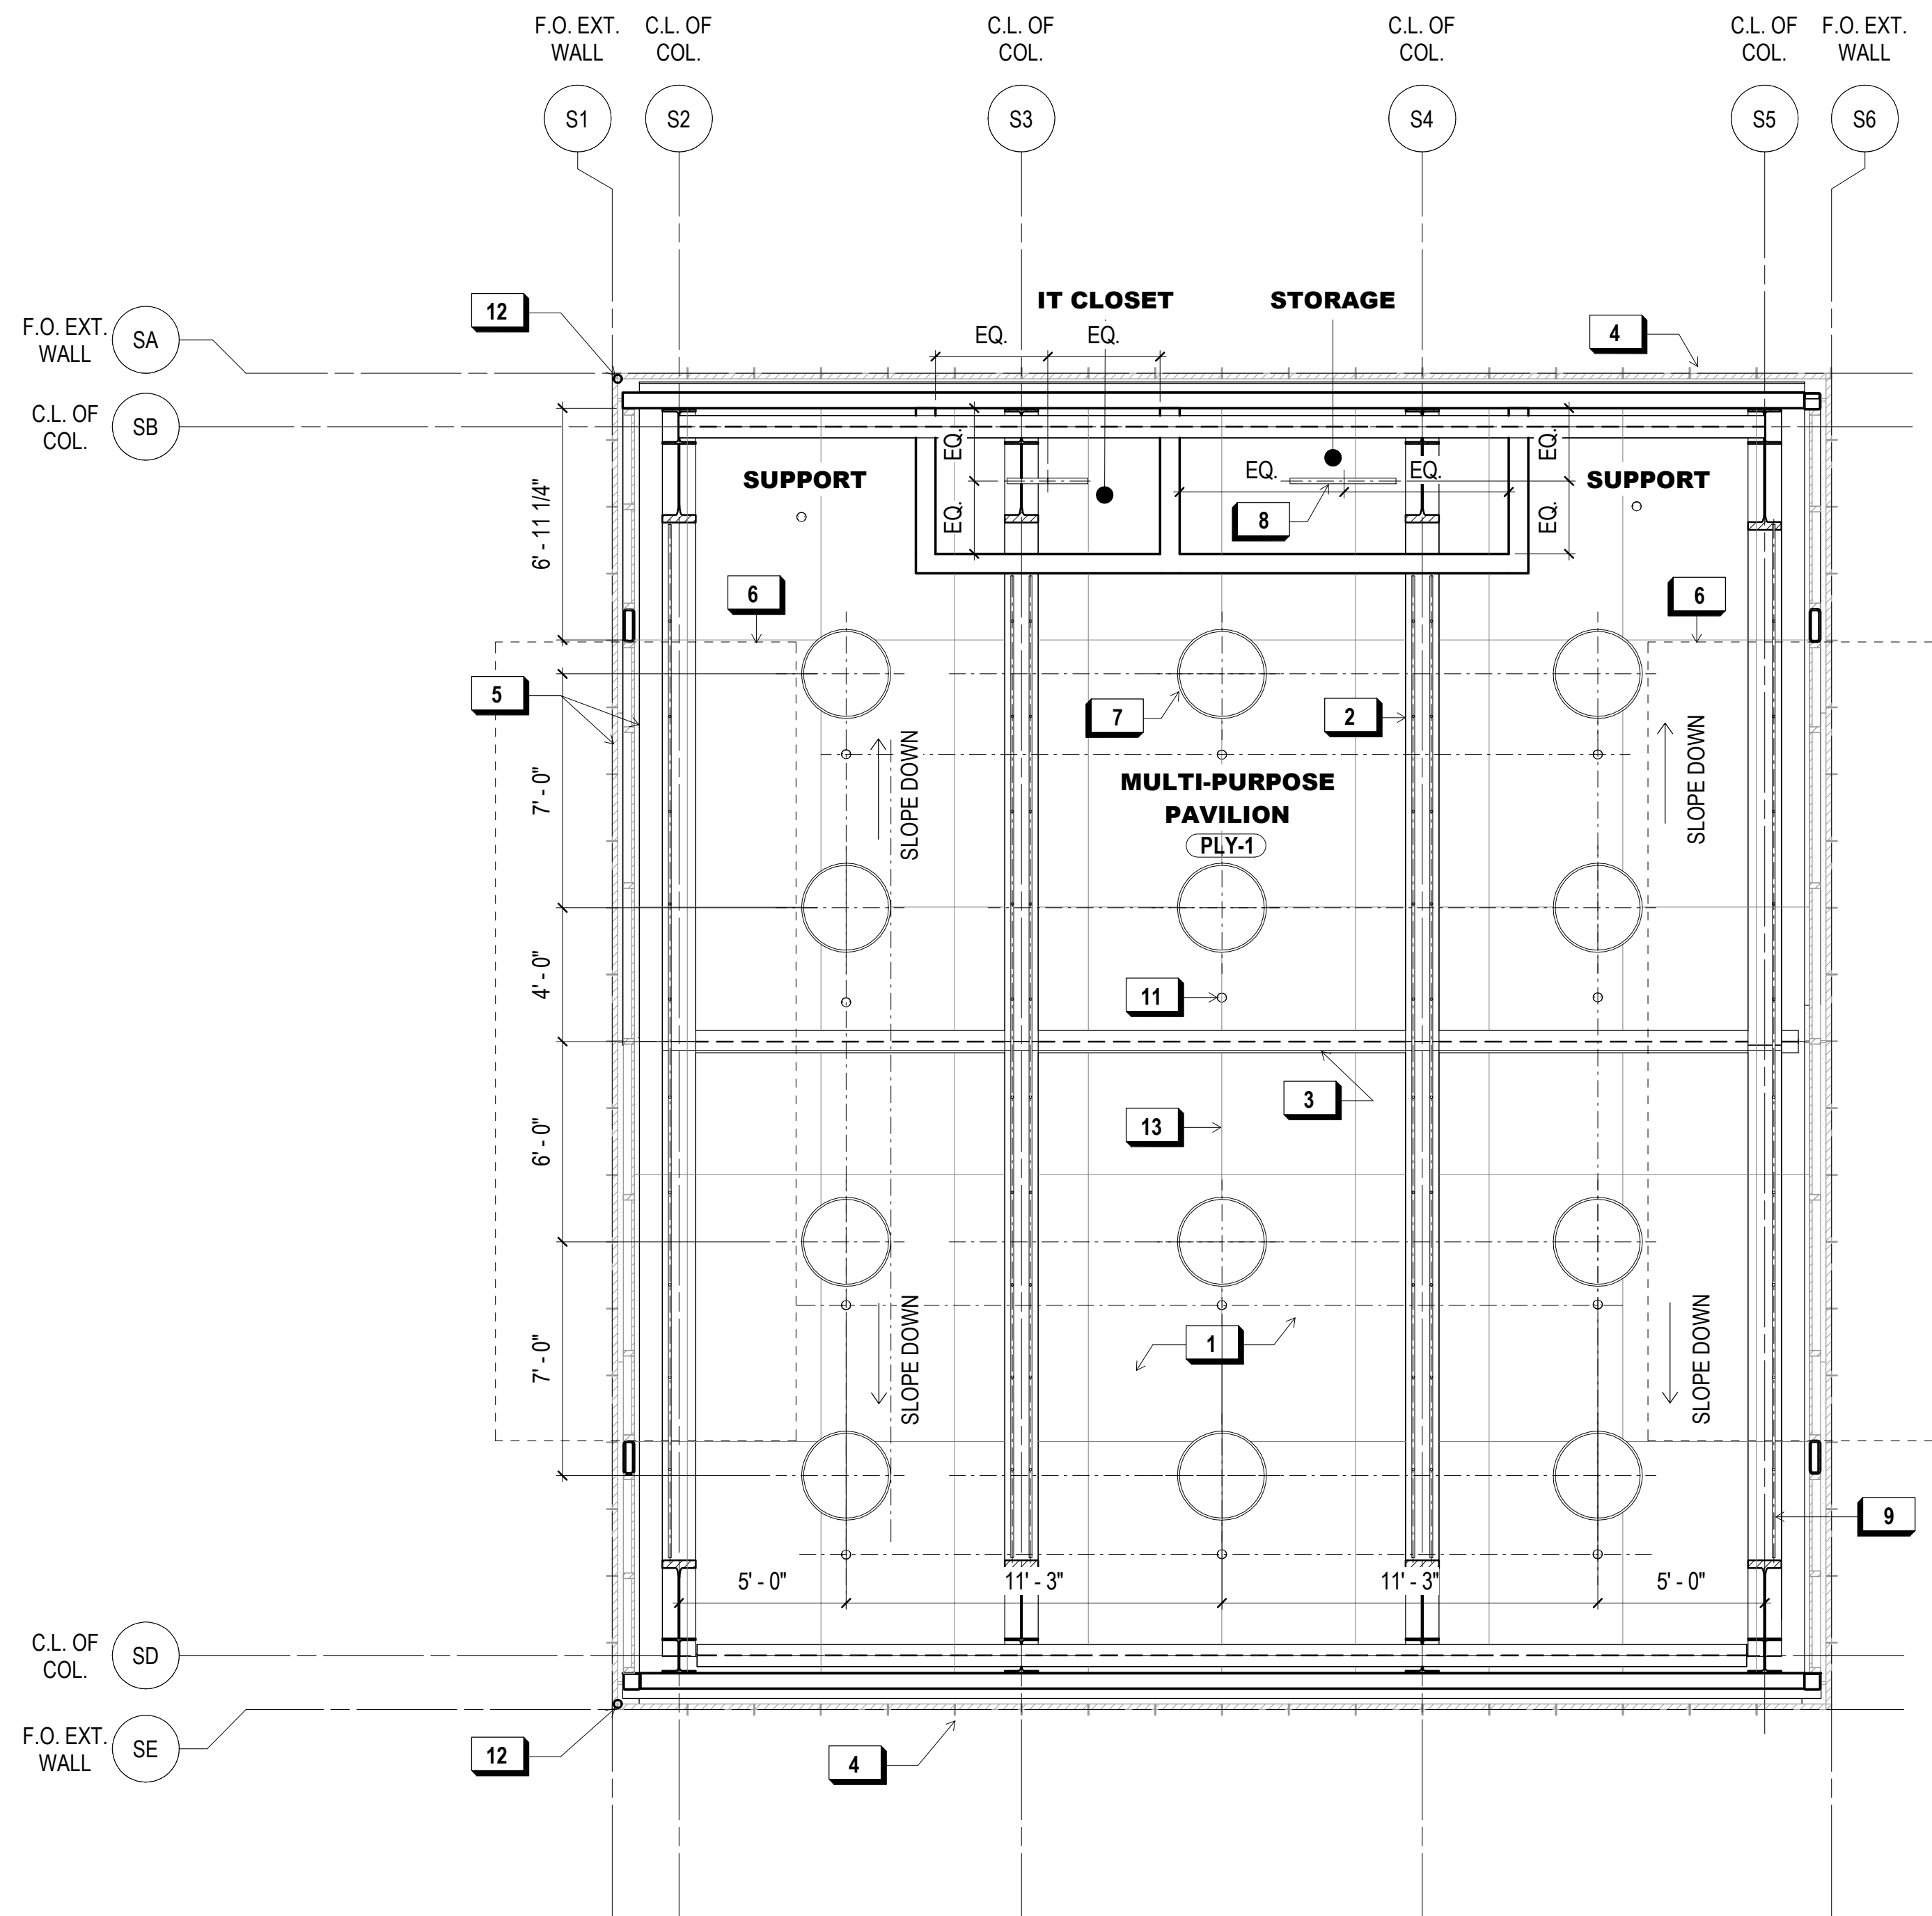 F.O. EXT.
WALL
C.L. OF
COL.
C.L. OF
COL.
C.L. OF
COL.
C.L. OF
COL.
F.O. EXT.
WALL
S1
S2
S3
S4
S5
S6
IT CLOSET
STORAGE
12
4
F.O. EXT.
WALL
SA
EQ.
EQ.
C.L. OF
COL.
SB
EQ.
EQ.
EQ.
EQ.
EQ.
EQ.
SUPPORT
SUPPORT
8
6' - 11 1/4"
6
6
5
7
2
SLOPE DOWN
SLOPE DOWN
7' - 0"
MULTI-PURPOSE
PAVILION
PLY-1
4' - 0"
11
3
13
6' - 0"
1
SLOPE DOWN
SLOPE DOWN
7' - 0"
9
5' - 0"
11' - 3"
11' - 3"
5' - 0"
C.L. OF
COL.
SD
F.O. EXT.
WALL
SE
12
4